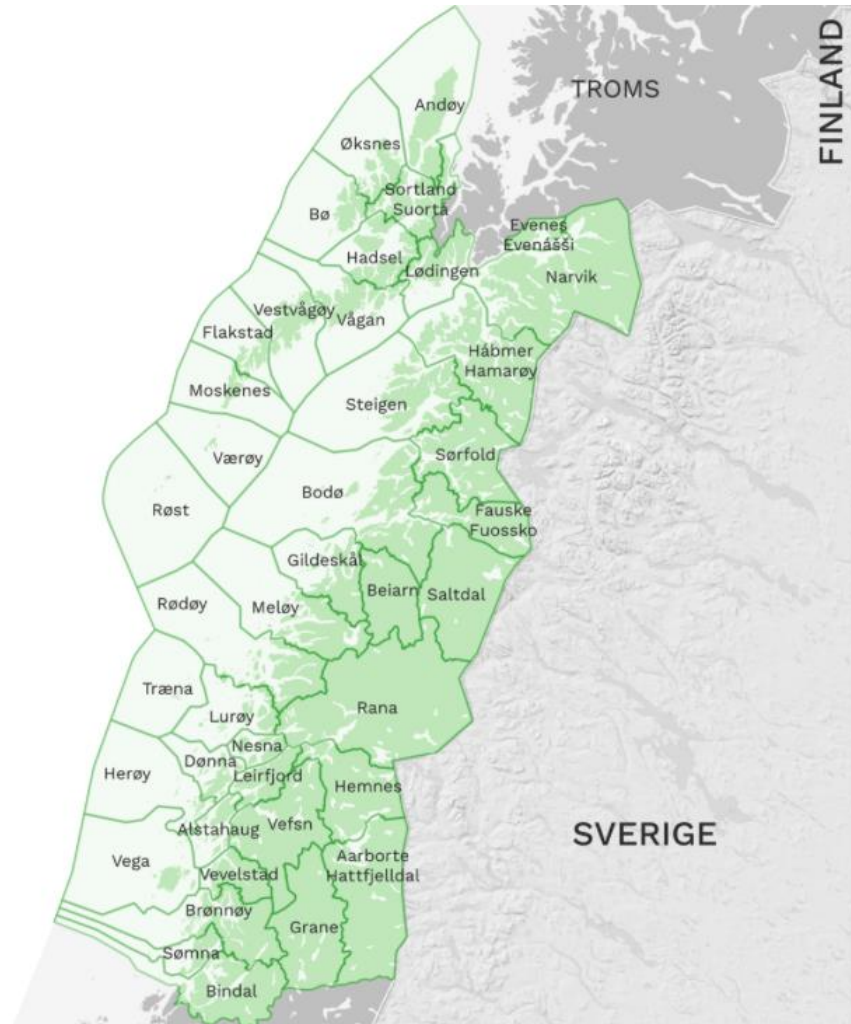 FINLAND
TROMS
Andøy
Øksnes
Sortland
Suortá
Bø
Evenes
Evenášši
Hadsel
Lødingen
Narvik
Vestvågøy
Vågan
Flakstad
Hábmer
Hamarøy
Moskenes
Steigen
Værøy
Sørfold
Bodø
Røst
Fauske
Fuossko
Gildeskål
Beiarn
Saltdal
Rødøy
Meløy
Træna
Rana
Lurøy
Nesna
Dønna
Herøy
Leirfjord
Hemnes
Alstahaug
Vefsn
SVERIGE
Vega
Aarborte
Hattfjelldal
Vevelstad
Brønnøy
Grane
Sømna
Bindal